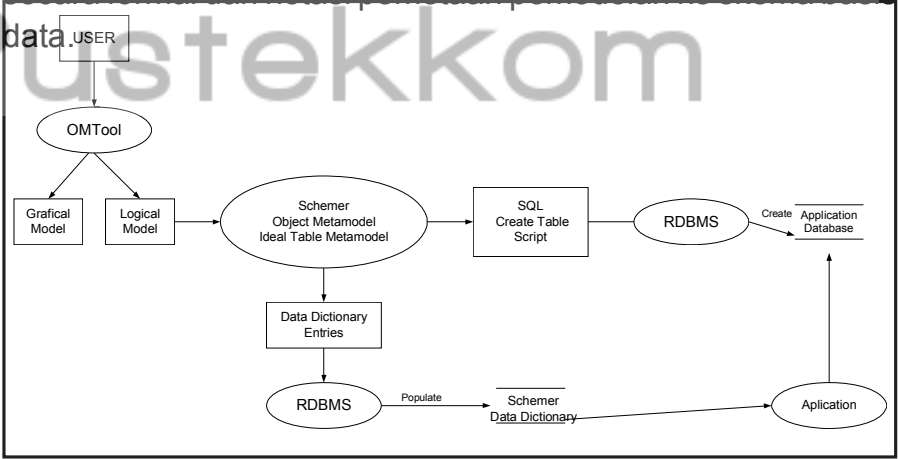 data.
ustekkom
USER
OMTool
Grafical
Model
Logical
Model
Schemer
Object Metamodel
Ideal Table Metamodel
SQL
Create Table
Script
RDBMS
Create
Application
Database
Data Dictionary
Entries
RDBMS
Populate
Schemer
Data Dictionary
Aplication